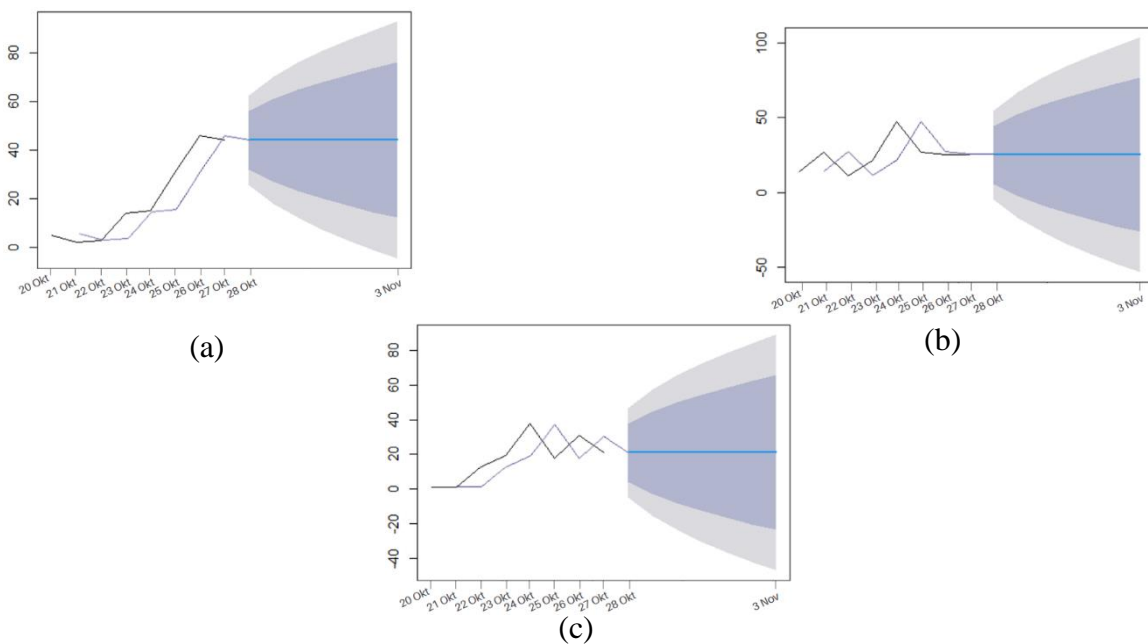 80
60
40
20
0
20 Okt
21 Okt
22 Okt
23 Okt
24 Okt
25 Okt
26 Okt
27 Okt
28 Okt
3 Nov
(a)
100
50
0
-50
20 Okt
21 Okt
22 Okt
23 Okt
24 Okt
25 Okt
26 Okt
27 Okt
28 Okt
3 Nov
(b)
80
60
40
20
0
-20
-40
20 Okt
21 Okt
22 Okt
23 Okt
24 Okt
25 Okt
26 Okt
27 Okt
28 Okt
3 Nov
(c)